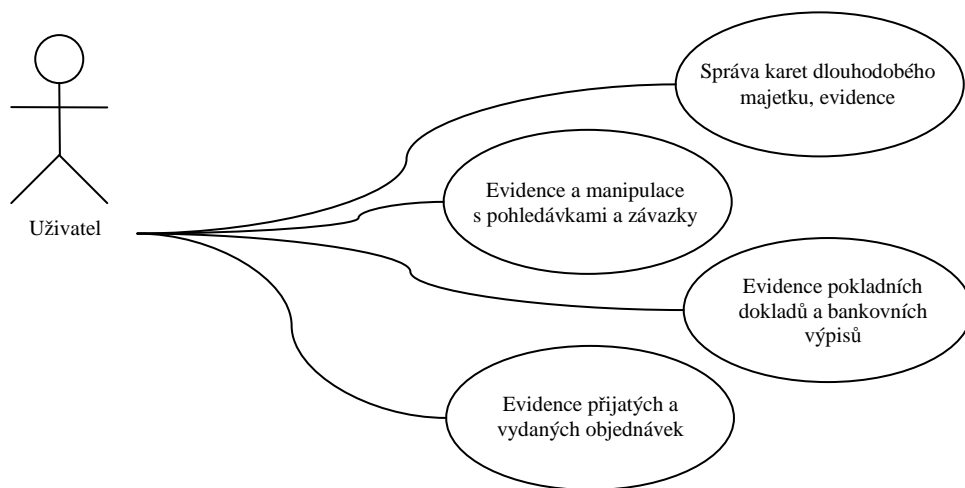 Správa karet dlouhodobého
majetku, evidence
Evidence a manipulace
s pohledávkami a závazky
Uživatel
Evidence pokladních
dokladů a bankovních
výpisů
Evidence přijatých a
vydaných objednávek